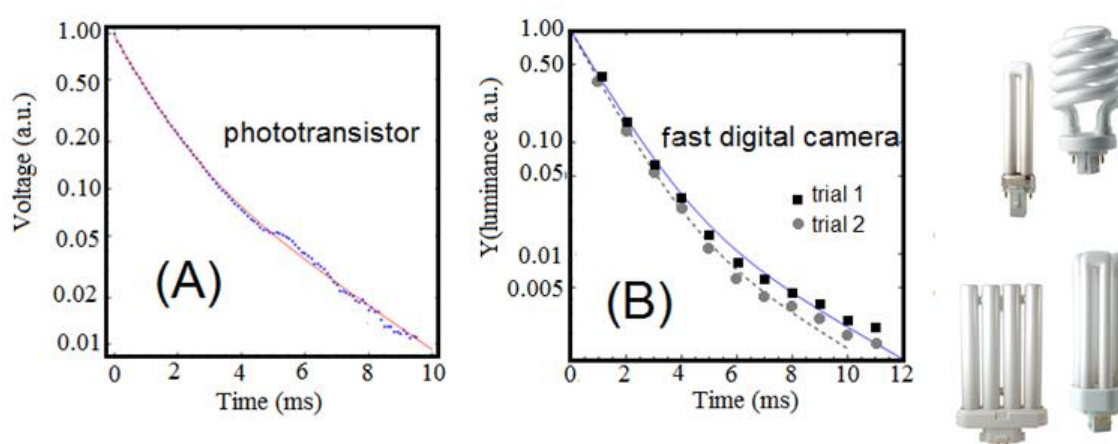 1.00
0.50
0.20
0.10
0.05
0.02
0.01
Voltage (a.u.)
phototransistor
(A)
0 2 4 6 8 10
Time (ms)
1.00
0.50
0.10
0.05
0.01
0.005
Y(luminance a.u.)
fast digital camera
trial 1
trial 2
(B)
0 2 4 6 8 10 12
Time (ms)